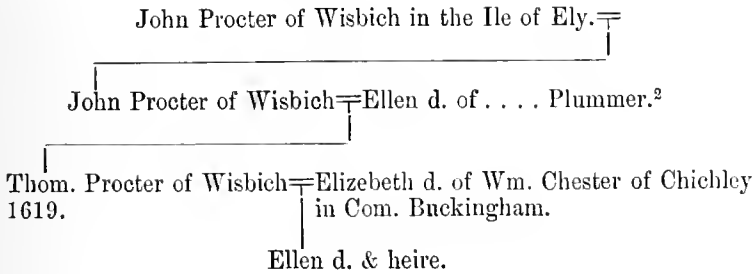 John Procter of Wisbich in the Ile of Ely.
John Procter of Wisbich Ellen d. of . . . . Plummer.²
Thom. Procter of Wisbich Elizebeth d. of Wm. Chester of Chichley
1619. in Com. Buckingham.
Ellen d. & heire.